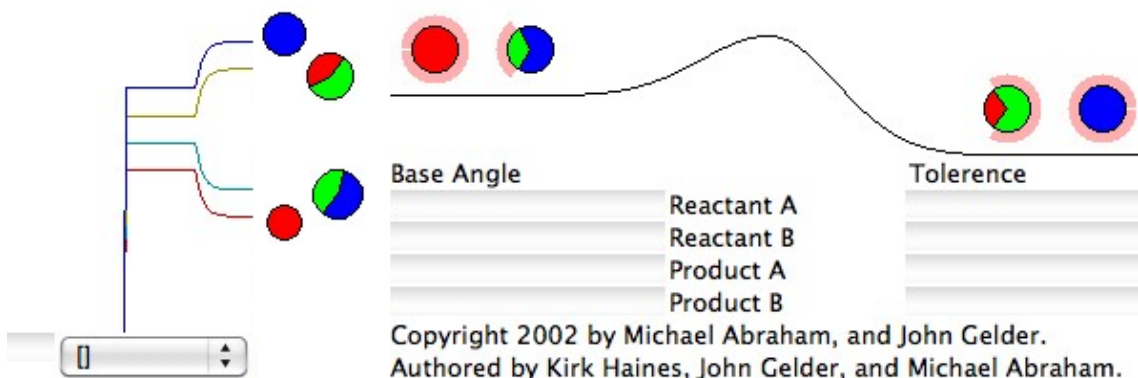 Base Angle Tolerence
Reactant A
Reactant B
Product A
Product B
[]
Copyright 2002 by Michael Abraham, and John Gelder.
Authored by Kirk Haines, John Gelder, and Michael Abraham.